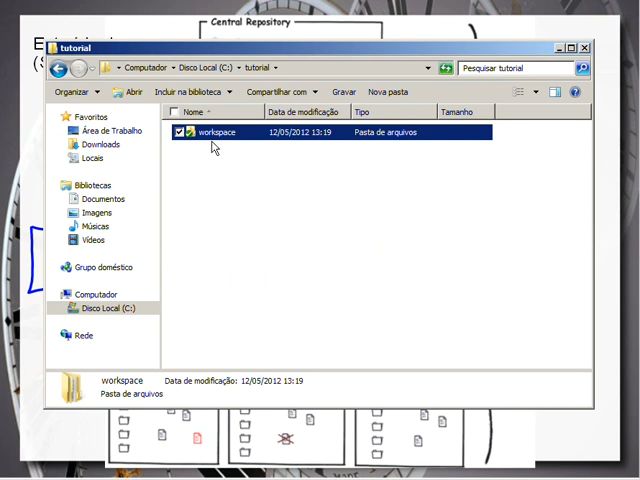 Central Repository
tutorial
(S
Computador Disco Local (C:) tutorial
Pesquisar tutorial
Organizar Abrir Incluir na biblioteca Compartilhar com Gravar Nova pasta
Nome Data de modificação Tipo Tamanho
workspace 12/05/2012 13:19 Pasta de arquivos
Favoritos
Área de Trabalho
Downloads
Locais
Bibliotecas
Documentos
Imagens
Músicas
Vídeos
Grupo doméstico
Computador
Disco Local (C:)
Rede
workspace Data de modificação: 12/05/2012 13:19
Pasta de arquivos